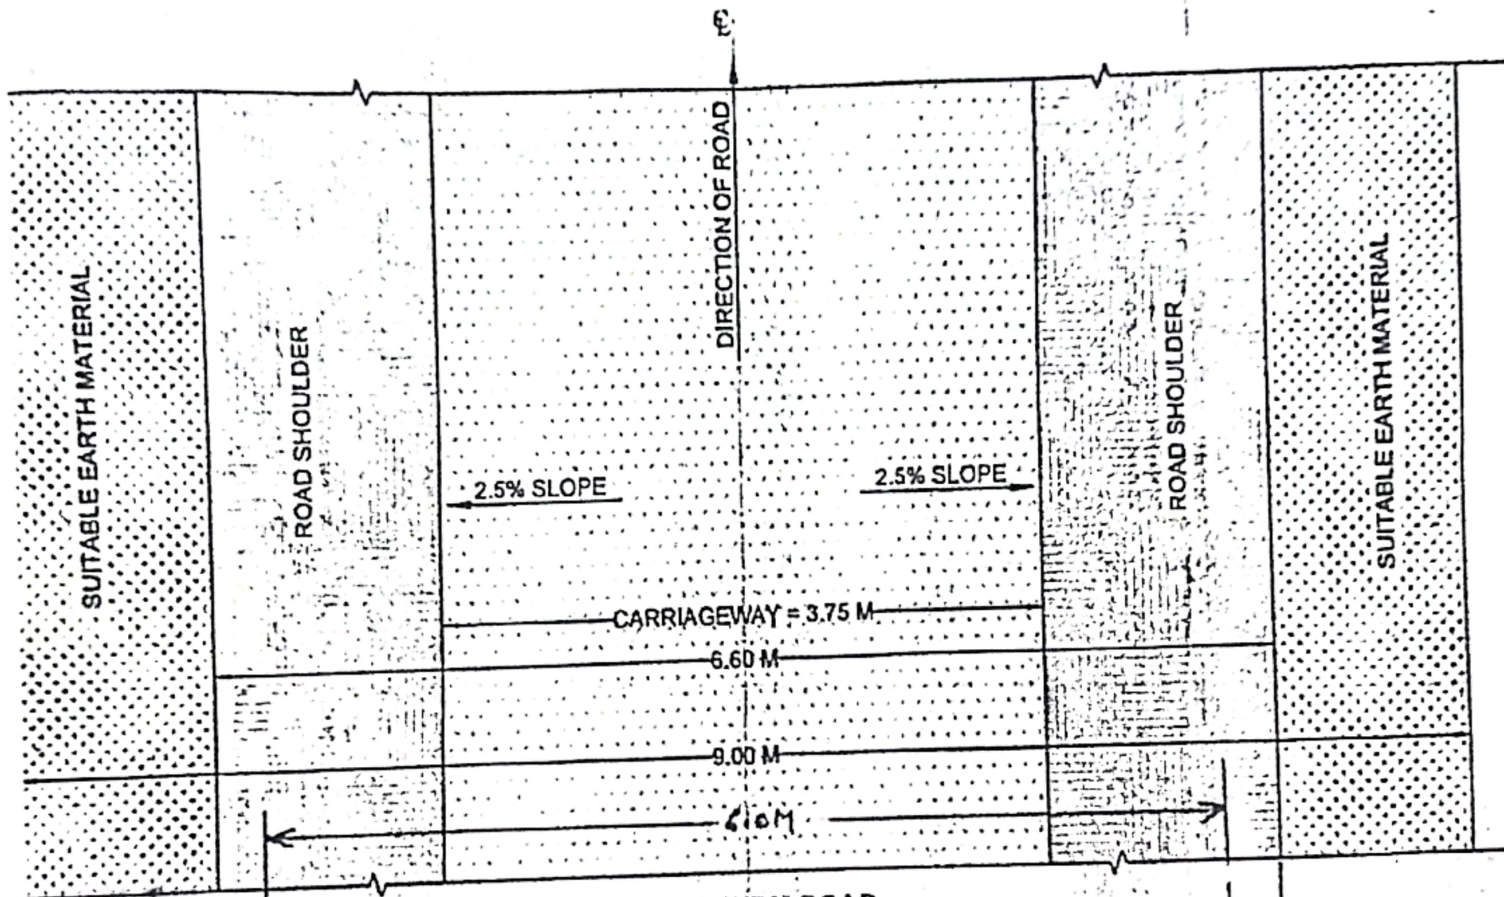 ℄
DIRECTION OF ROAD
SUITABLE EARTH MATERIAL
ROAD SHOULDER
2.5% SLOPE
2.5% SLOPE
ROAD SHOULDER
SUITABLE EARTH MATERIAL
CARRIAGEWAY = 3.75 M
6.60 M
9.00 M
ROAD